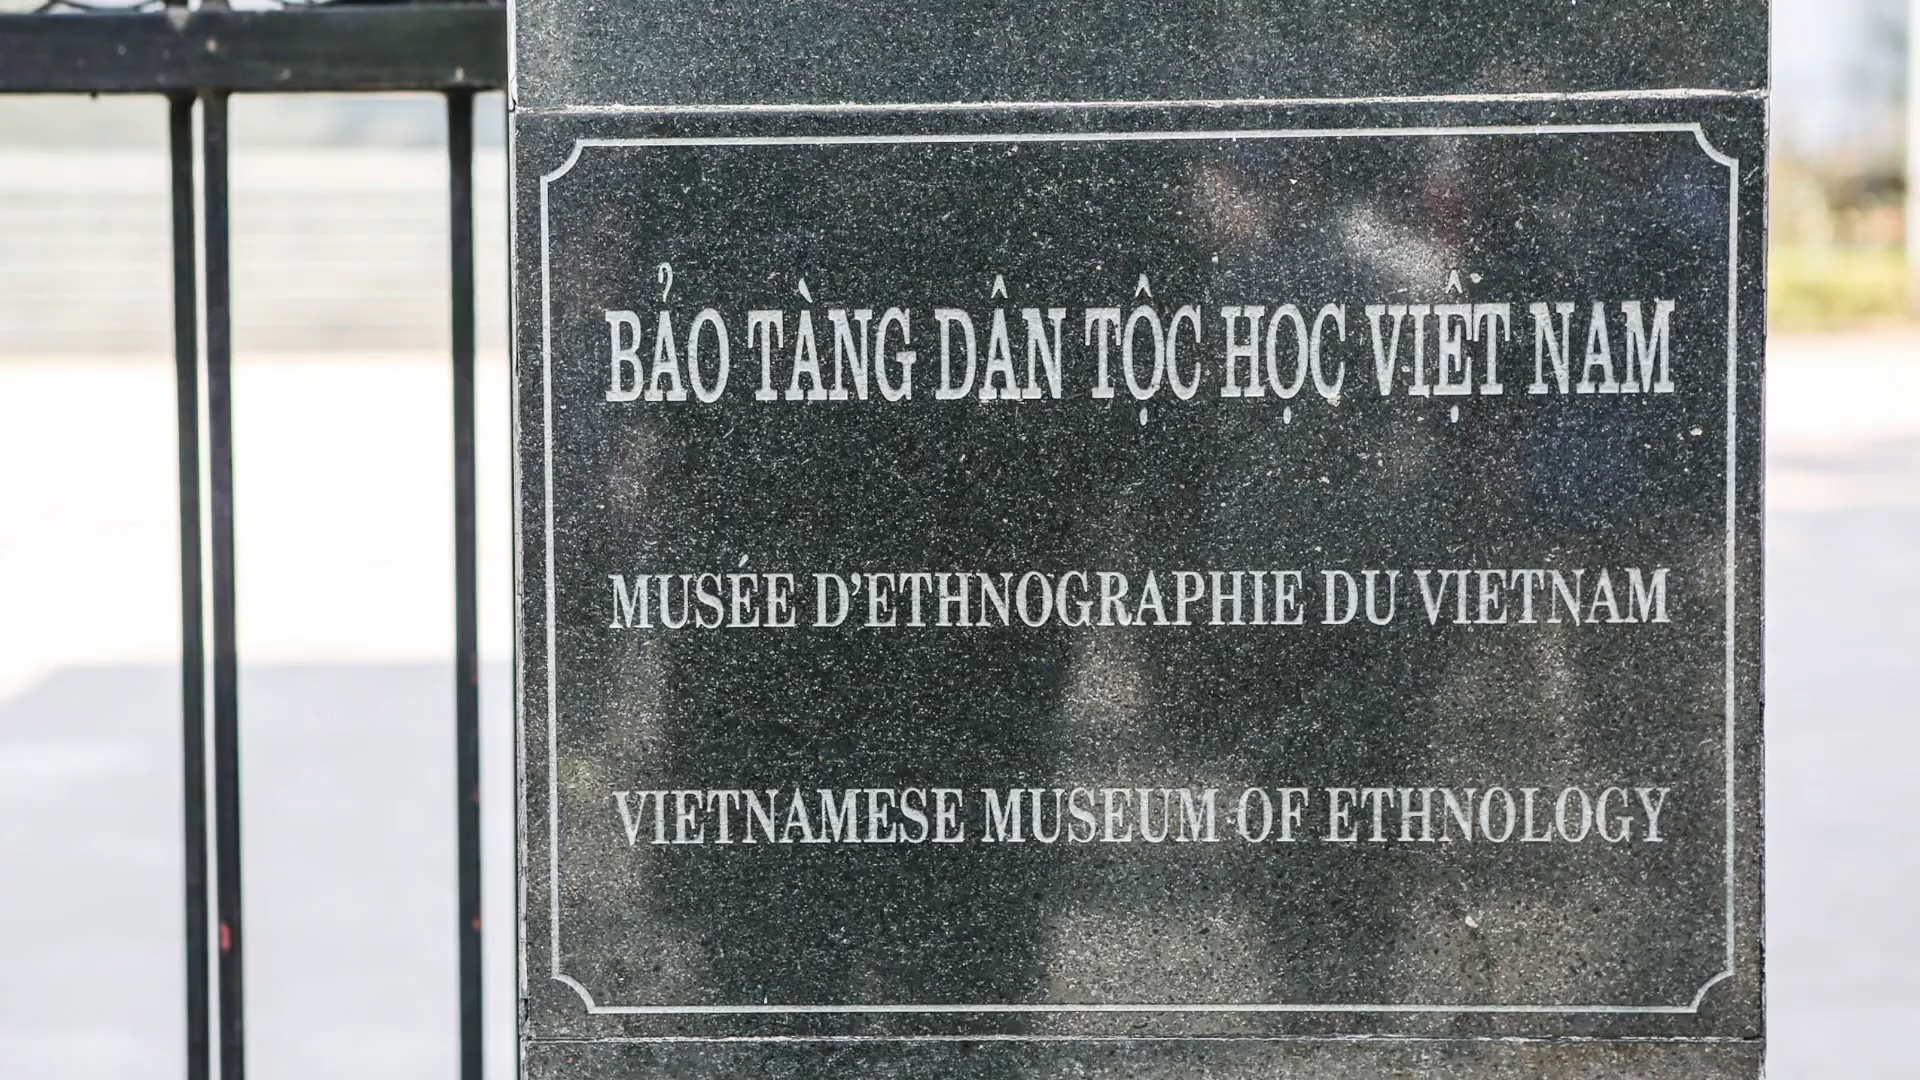 BẢO TÀNG DÂN TỘC HỌC VIỆT NAM
MUSÉE D'ETHNOGRAPHIE DU VIETNAM
VIETNAMESE MUSEUM OF ETHNOLOGY